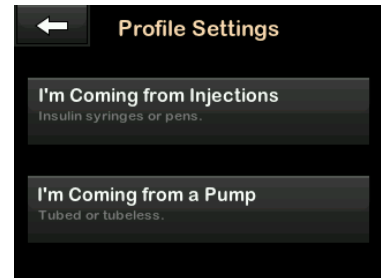 Profile Settings
I'm Coming from Injections
Insulin syringes or pens.
I'm Coming from a Pump
Tubed or tubeless.